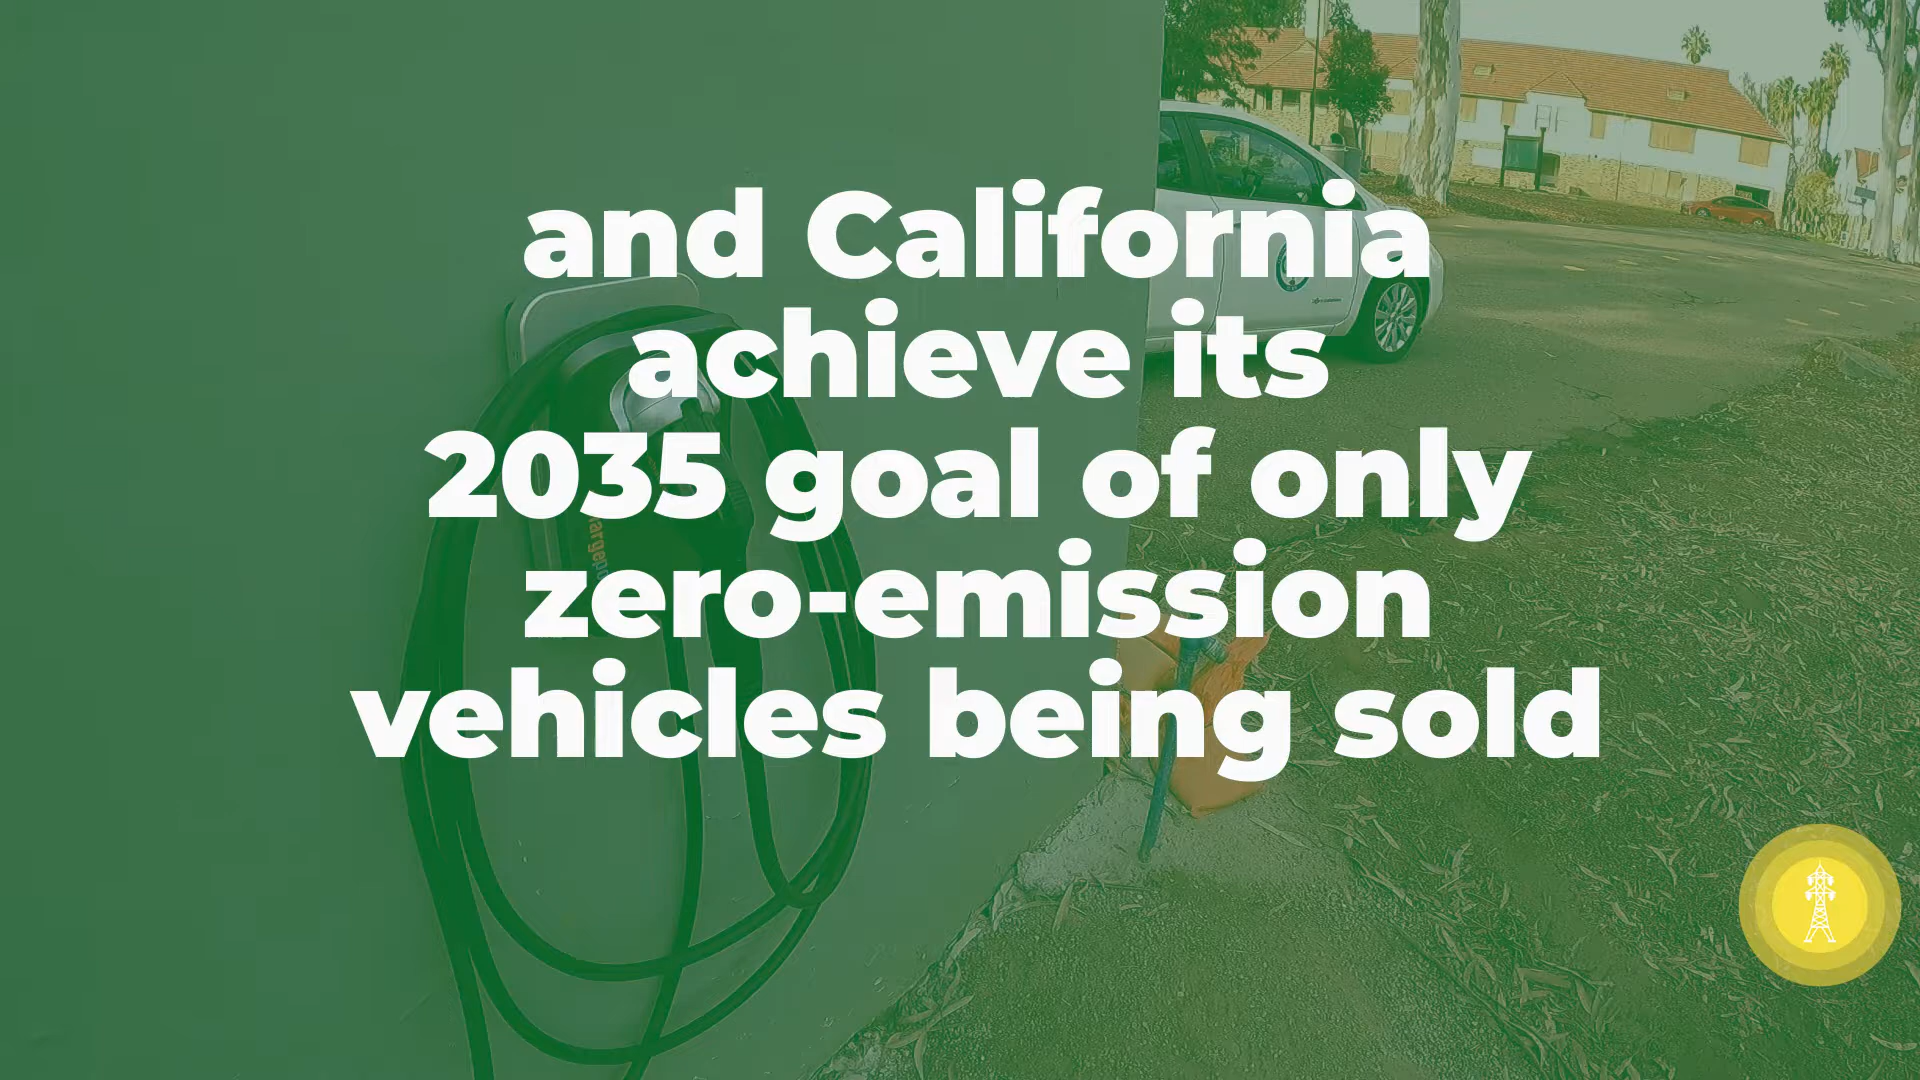 and California
achieve its
2035 goal of only
zero-emission
vehicles being sold